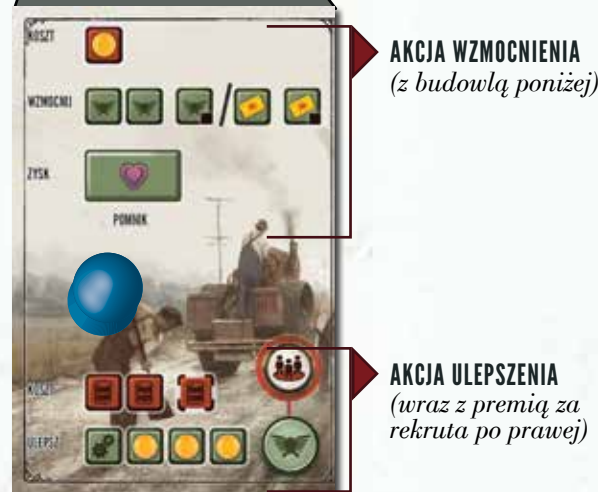 KOSZT
WZMOCNIJ
ZYSK
POMNIK
KOSZT
ULEPSZ
AKCJA WZMOCNIENIA
(z budowlą poniżej)
AKCJA ULEPSZENIA
(wraz z premią za
rekruta po prawej)